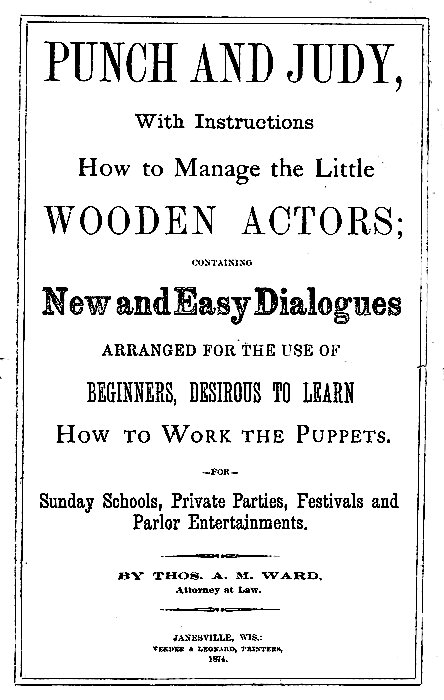 PUNCH AND JUDY,
With Instructions
How to Manage the Little
WOODEN ACTORS;
CONTAINING
New and Easy Dialogues
ARRANGED FOR THE USE OF
BEGINNERS, DESIROUS TO LEARN
HOW TO WORK THE PUPPETS.
—FOR—
Sunday Schools, Private Parties, Festivals and
Parlor Entertainments.
BY THOS. A. M. WARD,
Attorney at Law.
JANESVILLE, WIS.:
VEEDER & LEONARD, PRINTERS,
1874.